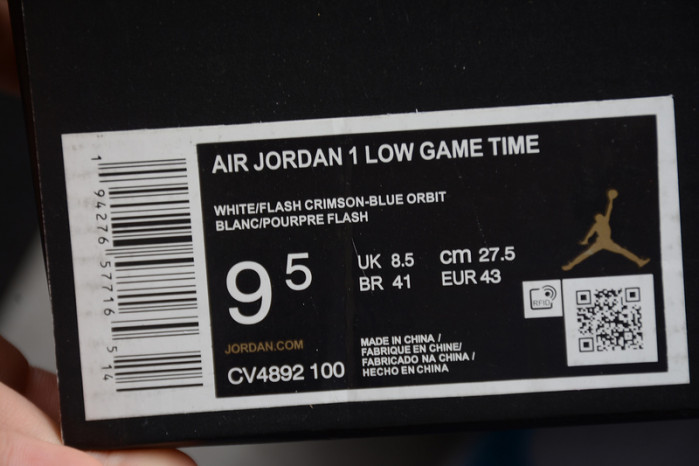 AIR JORDAN 1 LOW GAME TIME
WHITE/FLASH CRIMSON-BLUE ORBIT
BLANC/POURPRE FLASH
9 5
UK 8.5 cm 27.5
BR 41 EUR 43
RFID
JORDAN.COM
CV4892 100
MADE IN CHINA /
FABRIQUE EN CHINE/
FABRICADO NA CHINA /
HECHO EN CHINA
1 94276 57716 514